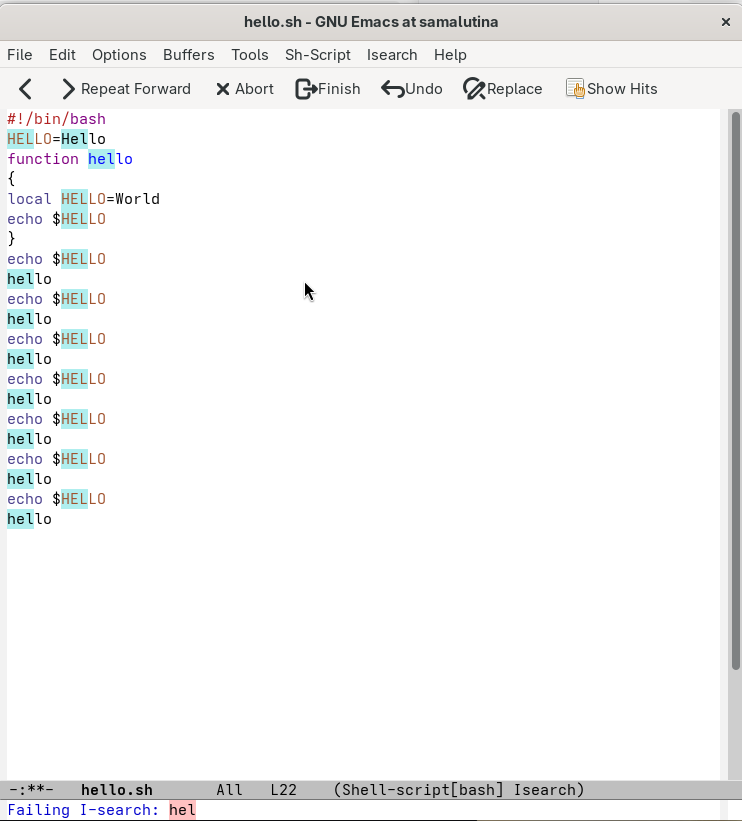 hello.sh - GNU Emacs at samalutina ×
File Edit Options Buffers Tools Sh-Script Isearch Help
Repeat Forward Abort Finish Undo Replace Show Hits
#!/bin/bash
HELLO=Hello
function hello
{
local HELLO=World
echo $HELLO
}
echo $HELLO
hello
echo $HELLO
hello
echo $HELLO
hello
echo $HELLO
hello
echo $HELLO
hello
echo $HELLO
hello
echo $HELLO
hello
-:**- hello.sh All L22 (Shell-script[bash] Isearch)
Failing I-search: hel